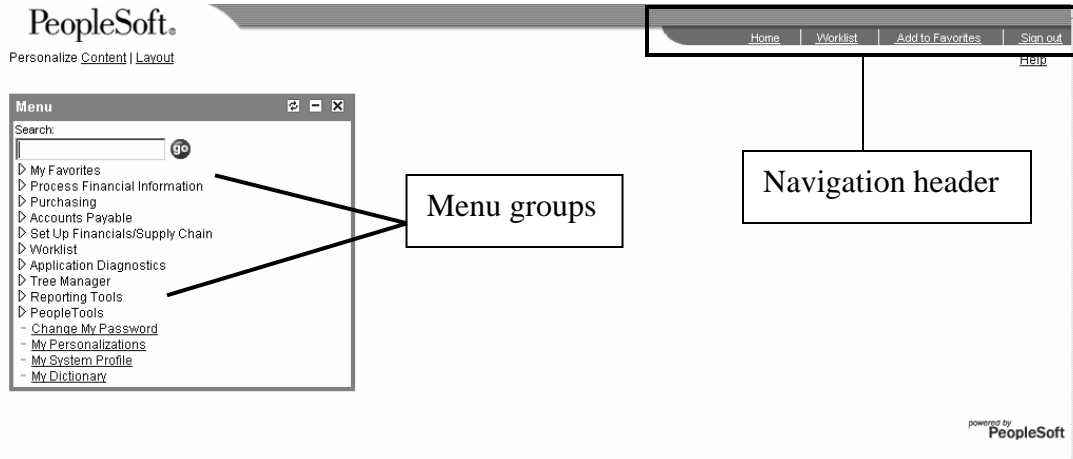 PeopleSoft®
Home | Worklist | Add to Favorites | Sign out
Personalize Content | Layout
Help
Menu
Search:
go
My Favorites
Process Financial Information
Purchasing
Accounts Payable
Set Up Financials/Supply Chain
Worklist
Application Diagnostics
Tree Manager
Reporting Tools
PeopleTools
Change My Password
My Personalizations
My System Profile
My Dictionary
Menu groups
Navigation header
powered by
PeopleSoft